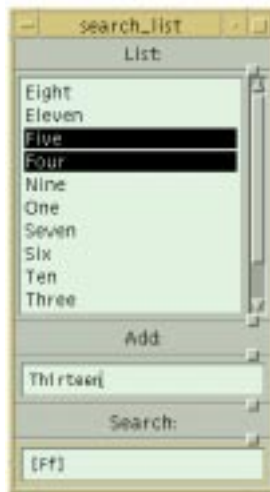 search_list
List:
Eight
Eleven
Five
Four
Nine
One
Seven
Six
Ten
Three
Add:
Thirteen
Search:
[Ff]